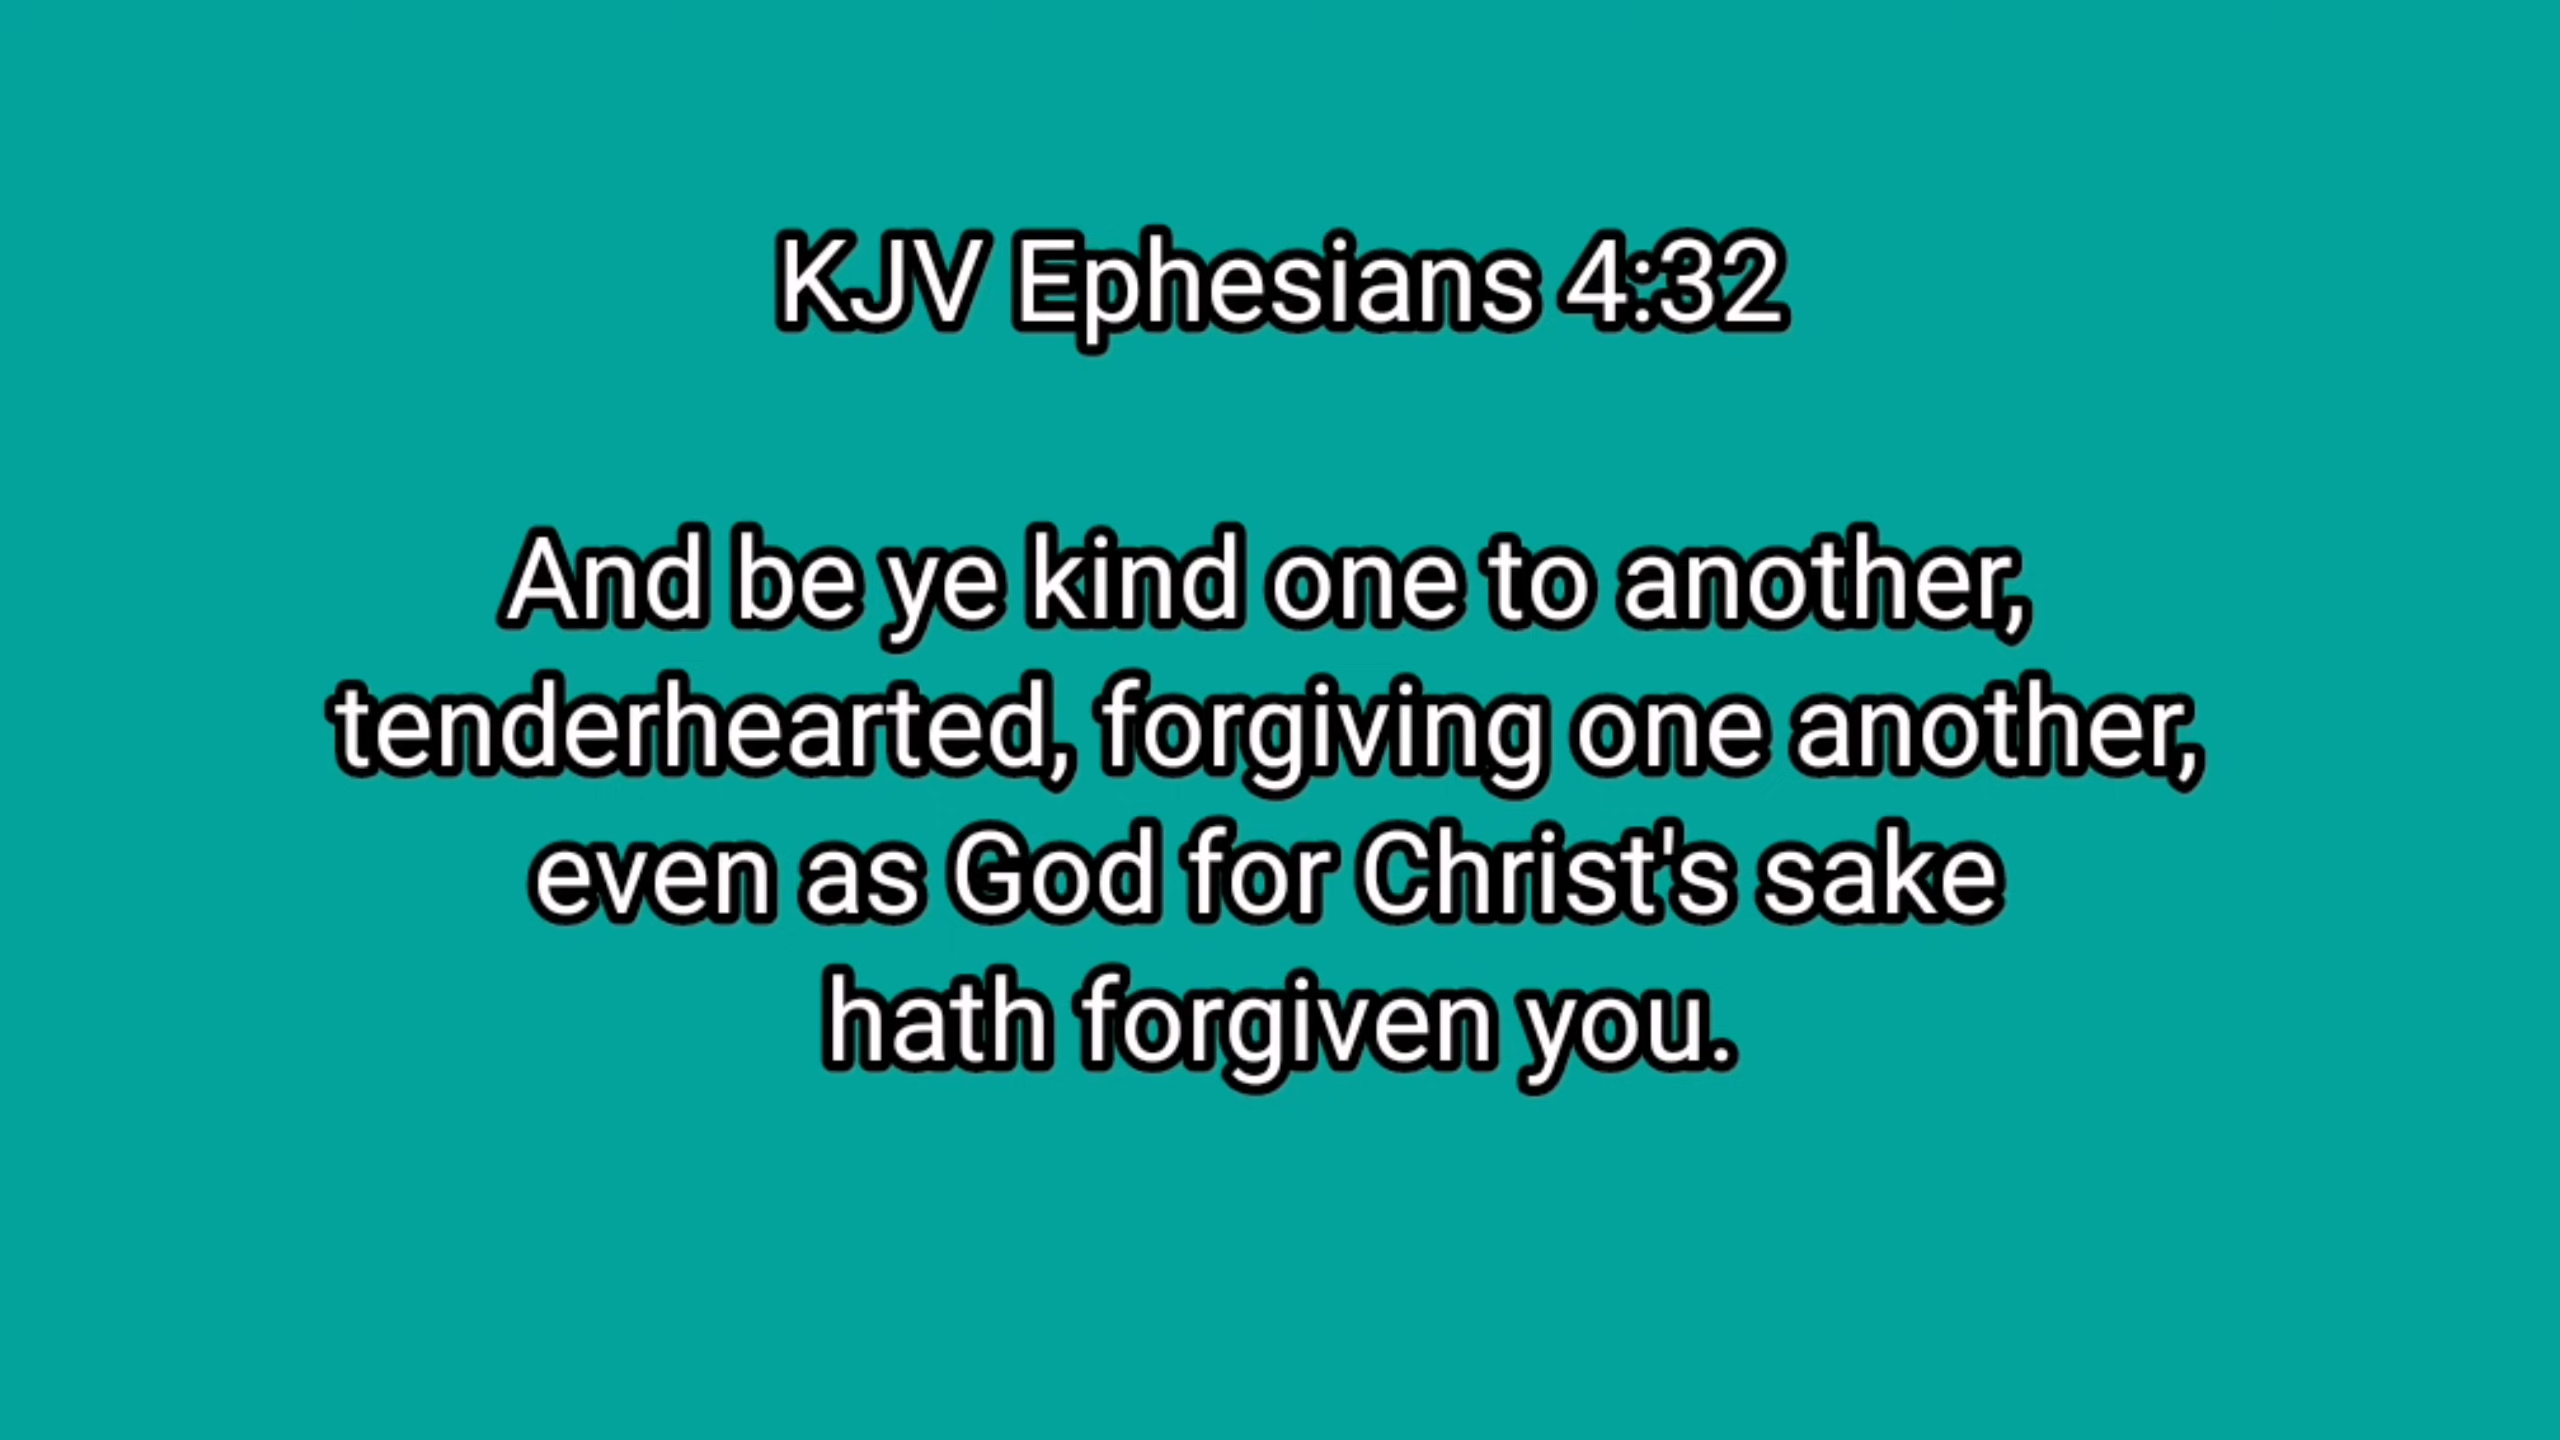 KJV Ephesians 4:32
And be ye kind one to another,
tenderhearted, forgiving one another,
even as God for Christ's sake
hath forgiven you.